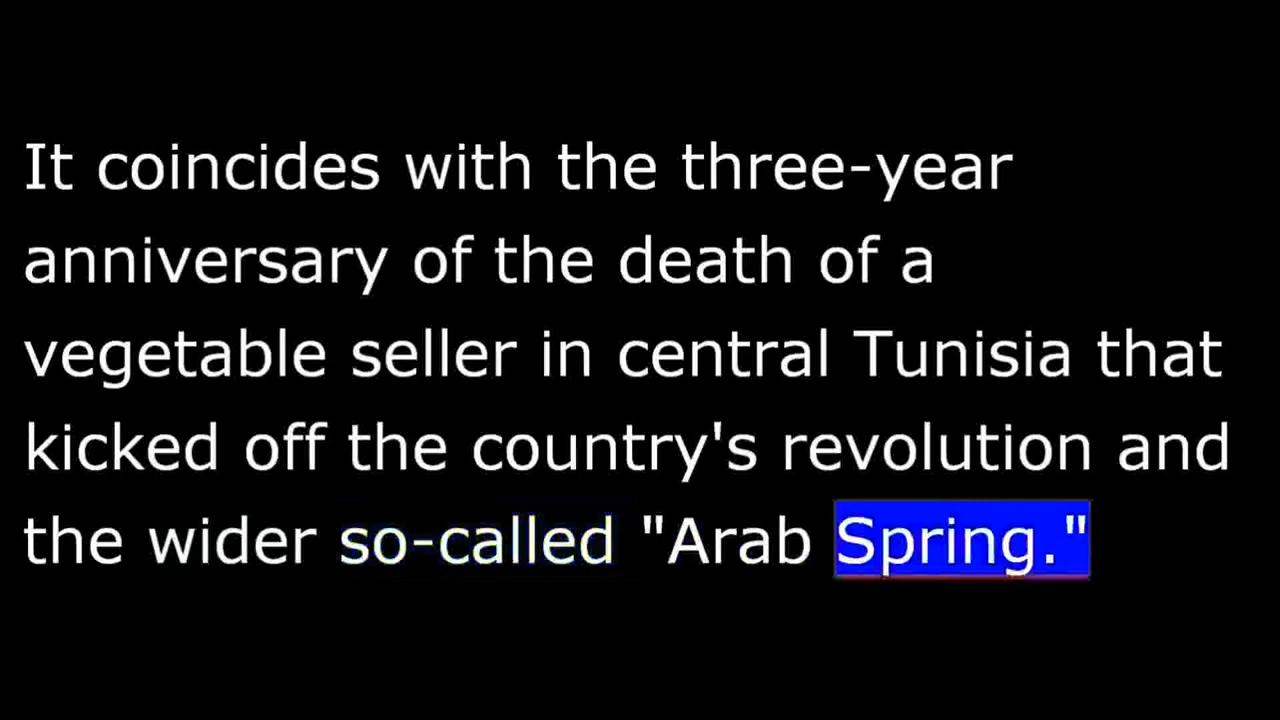 It coincides with the three-year
anniversary of the death of a
vegetable seller in central Tunisia that
kicked off the country's revolution and
the wider so-called "Arab Spring."